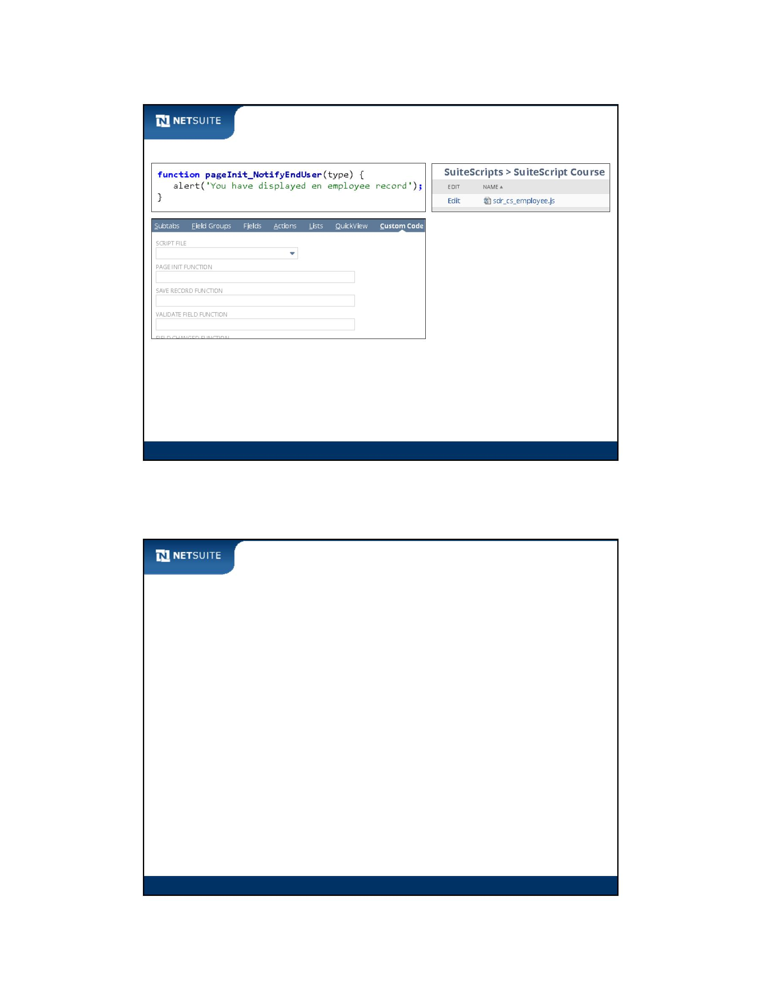 NETSUITE
function pageInit_NotifyEndUser(type) {
alert('You have displayed en employee record');
}
SuiteScripts > SuiteScript Course
EDIT NAME
Edit sdr_cs_employee.js
Subtabs Field Groups Fields Actions Lists QuickView Custom Code
SCRIPT FILE
PAGE INIT FUNCTION
SAVE RECORD FUNCTION
VALIDATE FIELD FUNCTION
FIELD CHANGED FUNCTION
NETSUITE